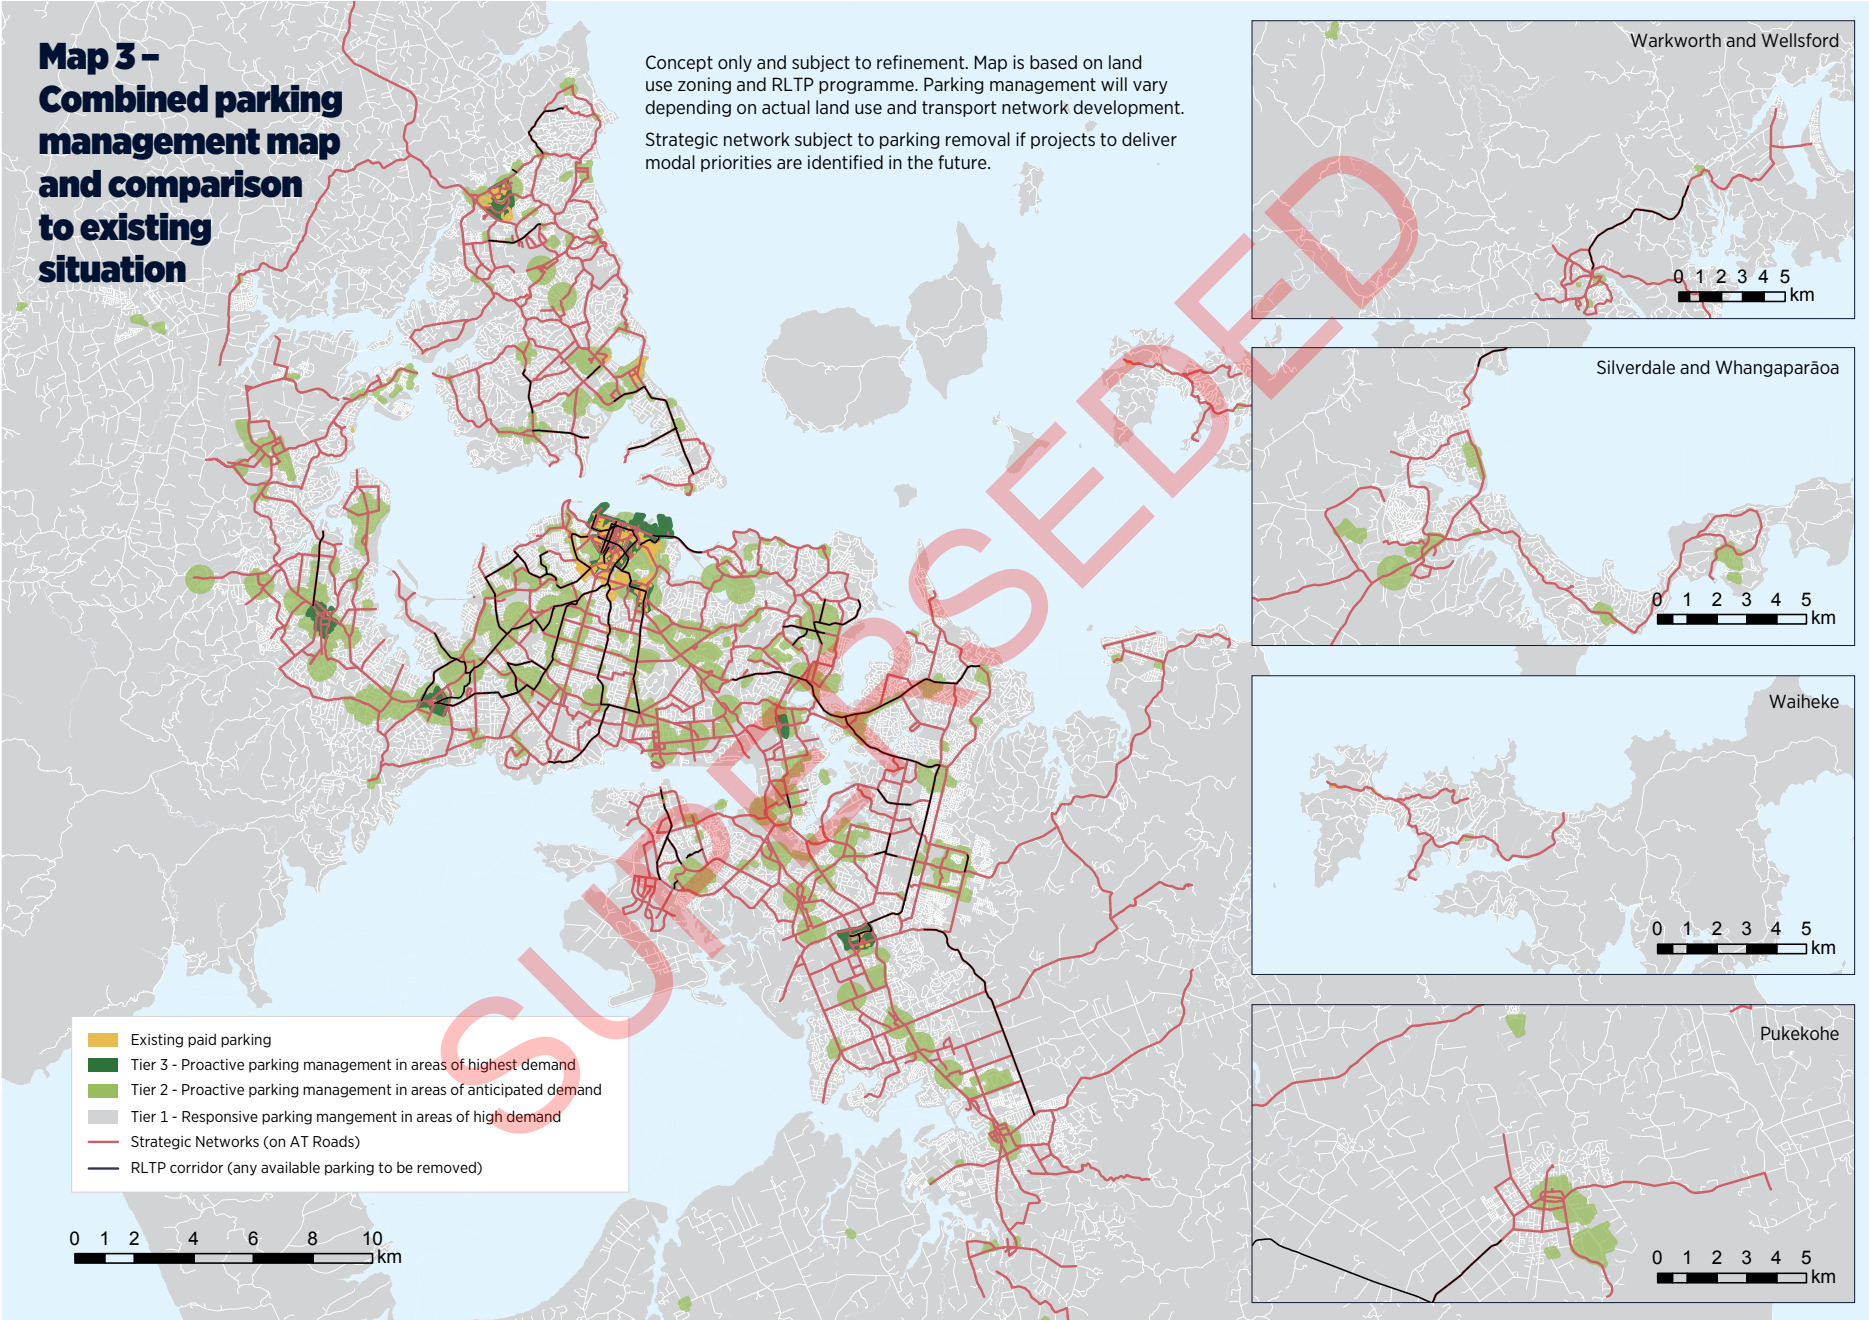 Map 3 –
Combined parking
management map
and comparison
to existing
situation
Concept only and subject to refinement. Map is based on land
use zoning and RLTP programme. Parking management will vary
depending on actual land use and transport network development.
Strategic network subject to parking removal if projects to deliver
modal priorities are identified in the future.
Warkworth and Wellsford
0 1 2 3 4 5
km
Silverdale and Whangaparāoa
0 1 2 3 4 5
km
Waiheke
0 1 2 3 4 5
km
Pukekohe
0 1 2 3 4 5
km
SUPERSEDED
Existing paid parking
Tier 3 - Proactive parking management in areas of highest demand
Tier 2 - Proactive parking management in areas of anticipated demand
Tier 1 - Responsive parking mangement in areas of high demand
Strategic Networks (on AT Roads)
RLTP corridor (any available parking to be removed)
0 1 2 4 6 8 10
km